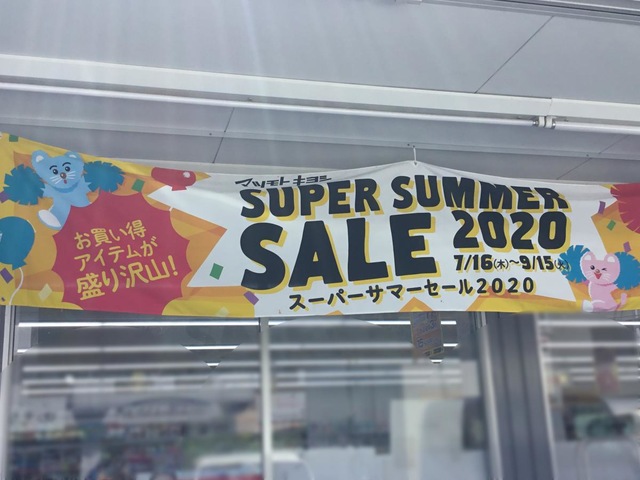 マツモトキヨシ
SUPER SUMMER
SALE 2020
7/16(木)〜9/15(火)
スーパーサマーセール2020
お買い得
アイテムが
盛り沢山!